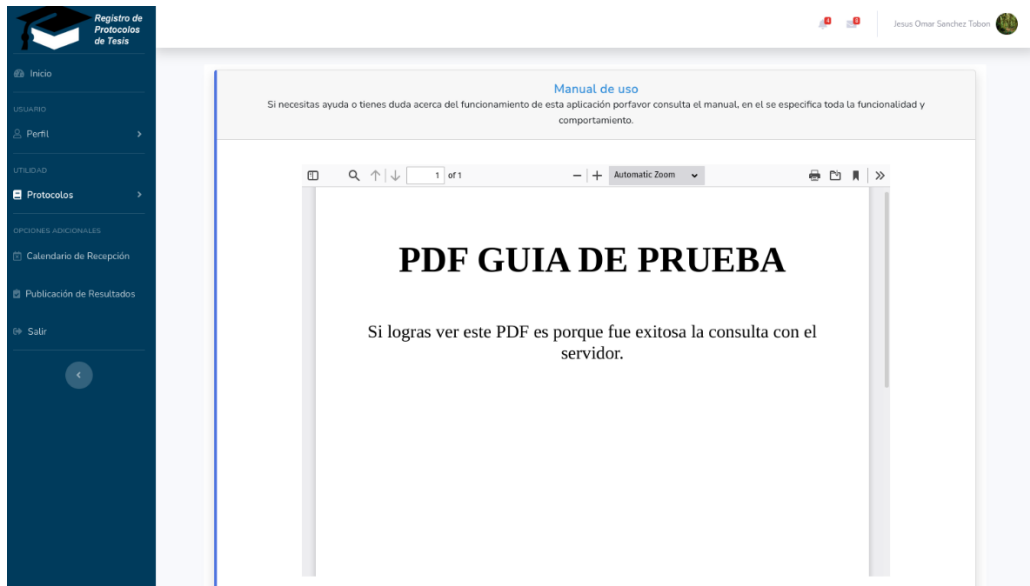 Registro de
Protocolos
de Tesis
Inicio
USUARIO
Perfil
UTILIDAD
Protocolos
OPCIONES ADICIONALES
Calendario de Recepción
Publicación de Resultados
Salir
Jesus Omar Sanchez Tobon
Manual de uso
Si necesitas ayuda o tienes duda acerca del funcionamiento de esta aplicación porfavor consulta el manual, en el se especifica toda la funcionalidad y
comportamiento.
1 of 1
Automatic Zoom
PDF GUIA DE PRUEBA
Si logras ver este PDF es porque fue exitosa la consulta con el
servidor.